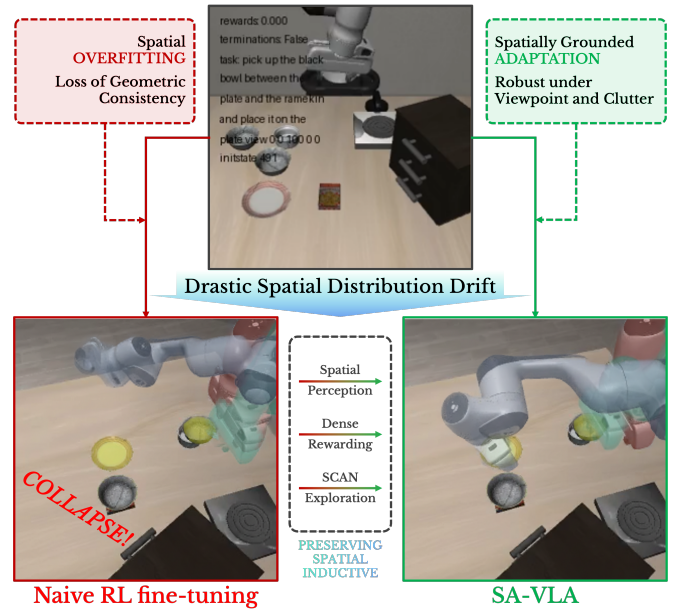 Spatial
OVERFITTING
Loss of Geometric
Consistency
rewards: 0.000
terminations: False
task: pick up the black
bowl between the
plate and the ramekin
and place it on the
plate view 0 0 100 0 0
initstate 491
Spatially Grounded
ADAPTATION
Robust under
Viewpoint and Clutter
Drastic Spatial Distribution Drift
COLLAPSE!
Spatial
Perception
Dense
Rewarding
SCAN
Exploration
PRESERVING
SPATIAL
INDUCTIVE
Naive RL fine-tuning
SA-VLA